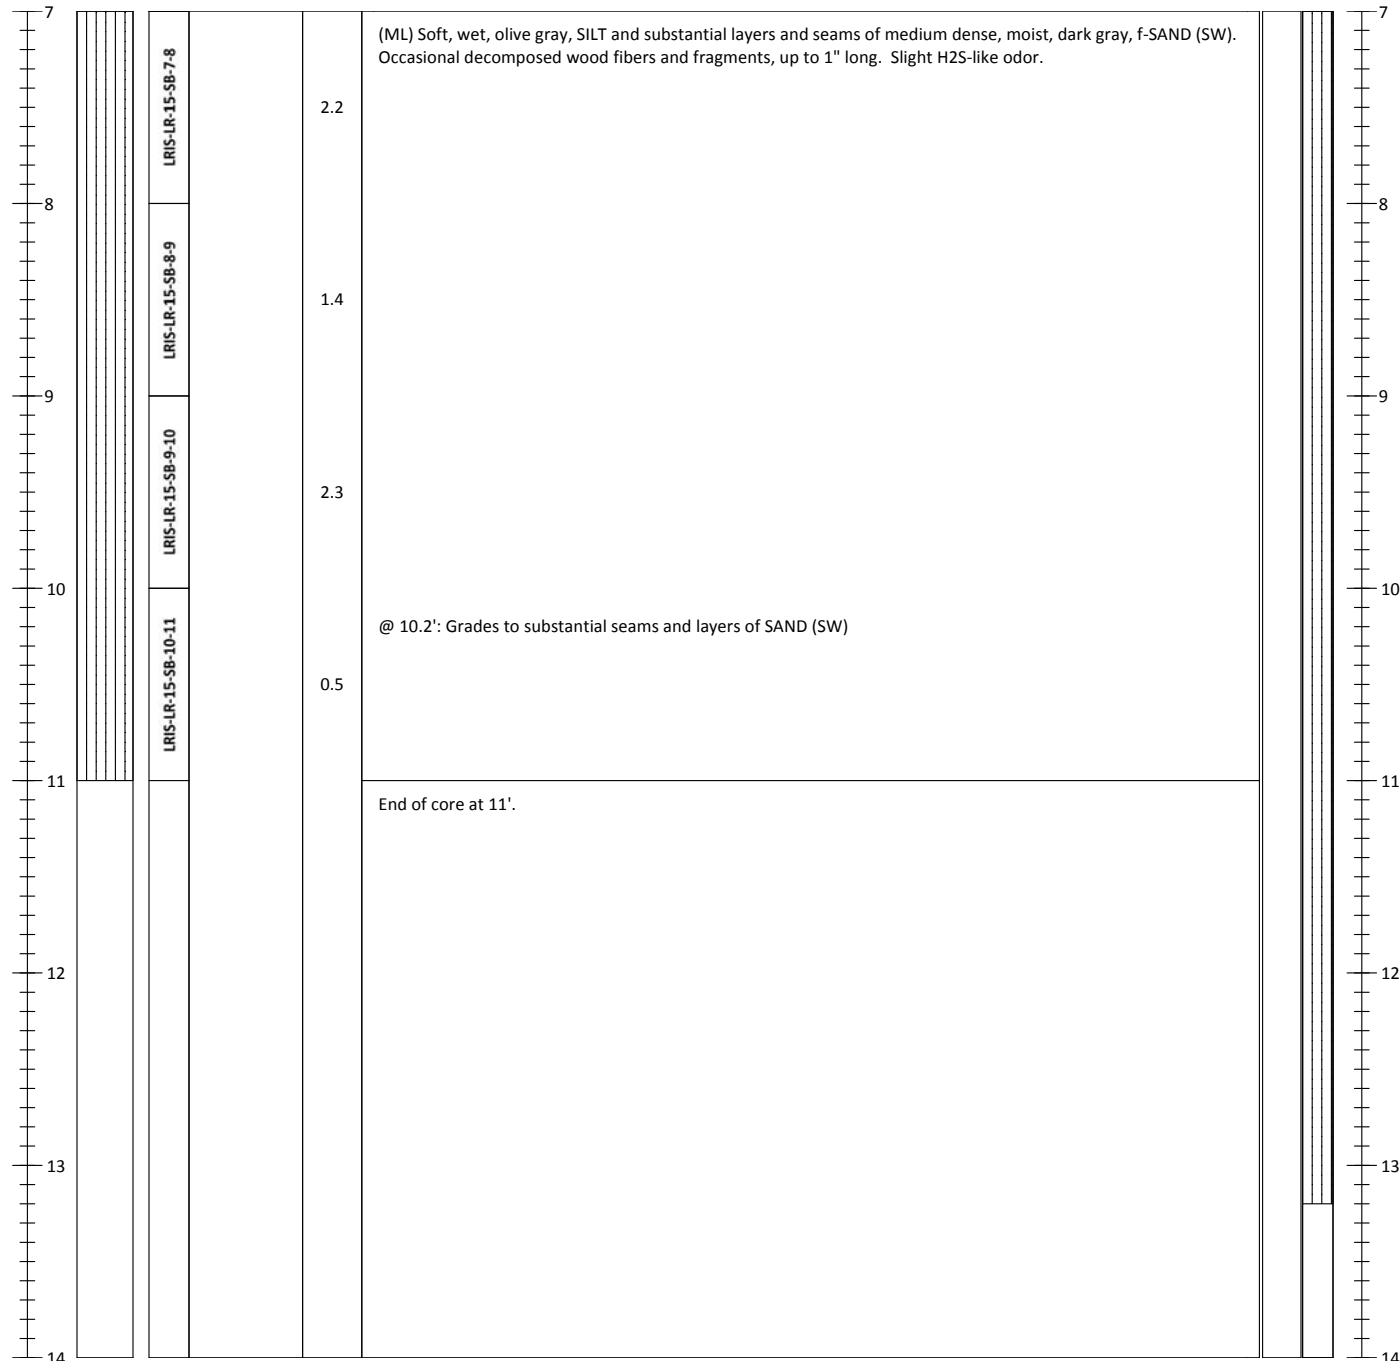 7
7
(ML) Soft, wet, olive gray, SILT and substantial layers and seams of medium dense, moist, dark gray, f-SAND (SW).
Occasional decomposed wood fibers and fragments, up to 1" long. Slight H2S-like odor.
LRIS-LR-15-SB-7-8
2.2
8
8
LRIS-LR-15-SB-8-9
1.4
9
9
LRIS-LR-15-SB-9-10
2.3
10
10
@ 10.2': Grades to substantial seams and layers of SAND (SW)
LRIS-LR-15-SB-10-11
0.5
11
11
End of core at 11'.
12
12
13
13
14
14